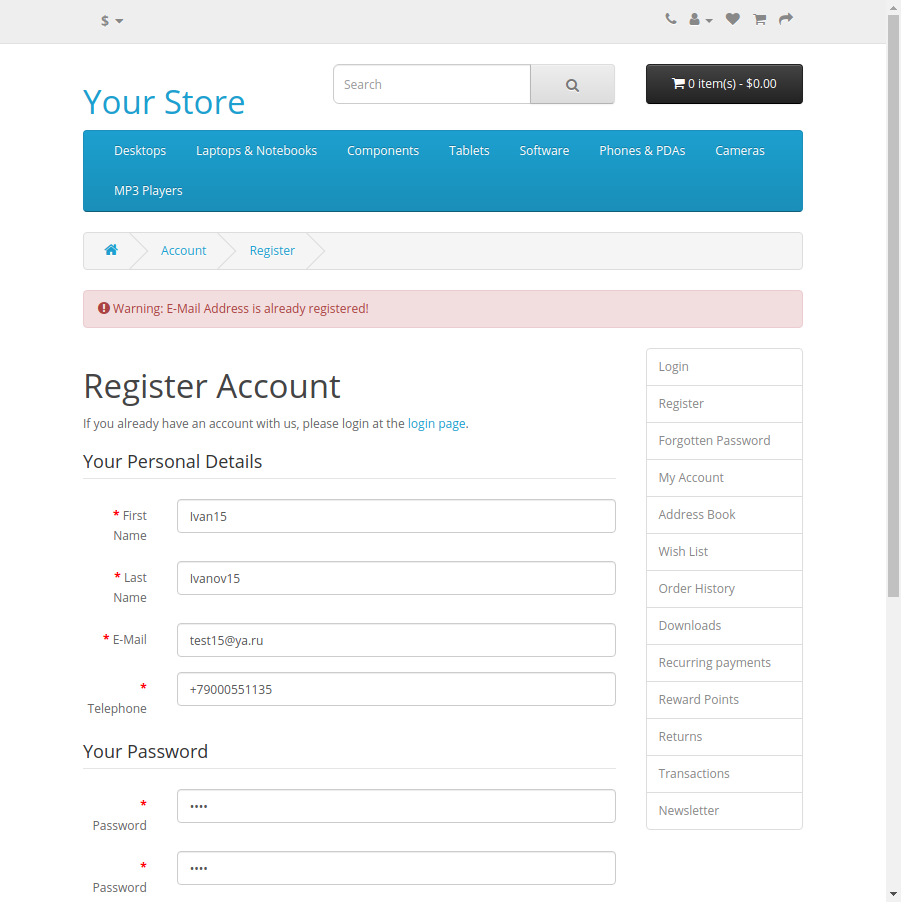 $
Search
0 item(s) - $0.00
Your Store
Desktops Laptops & Notebooks Components Tablets Software Phones & PDAs Cameras
MP3 Players
Account Register
Warning: E-Mail Address is already registered!
Register Account
If you already have an account with us, please login at the login page.
Your Personal Details
* First
Name
Ivan15
* Last
Name
Ivanov15
* E-Mail
test15@ya.ru
*
Telephone
+79000551135
Your Password
*
Password
••••
*
Password
••••
Login
Register
Forgotten Password
My Account
Address Book
Wish List
Order History
Downloads
Recurring payments
Reward Points
Returns
Transactions
Newsletter